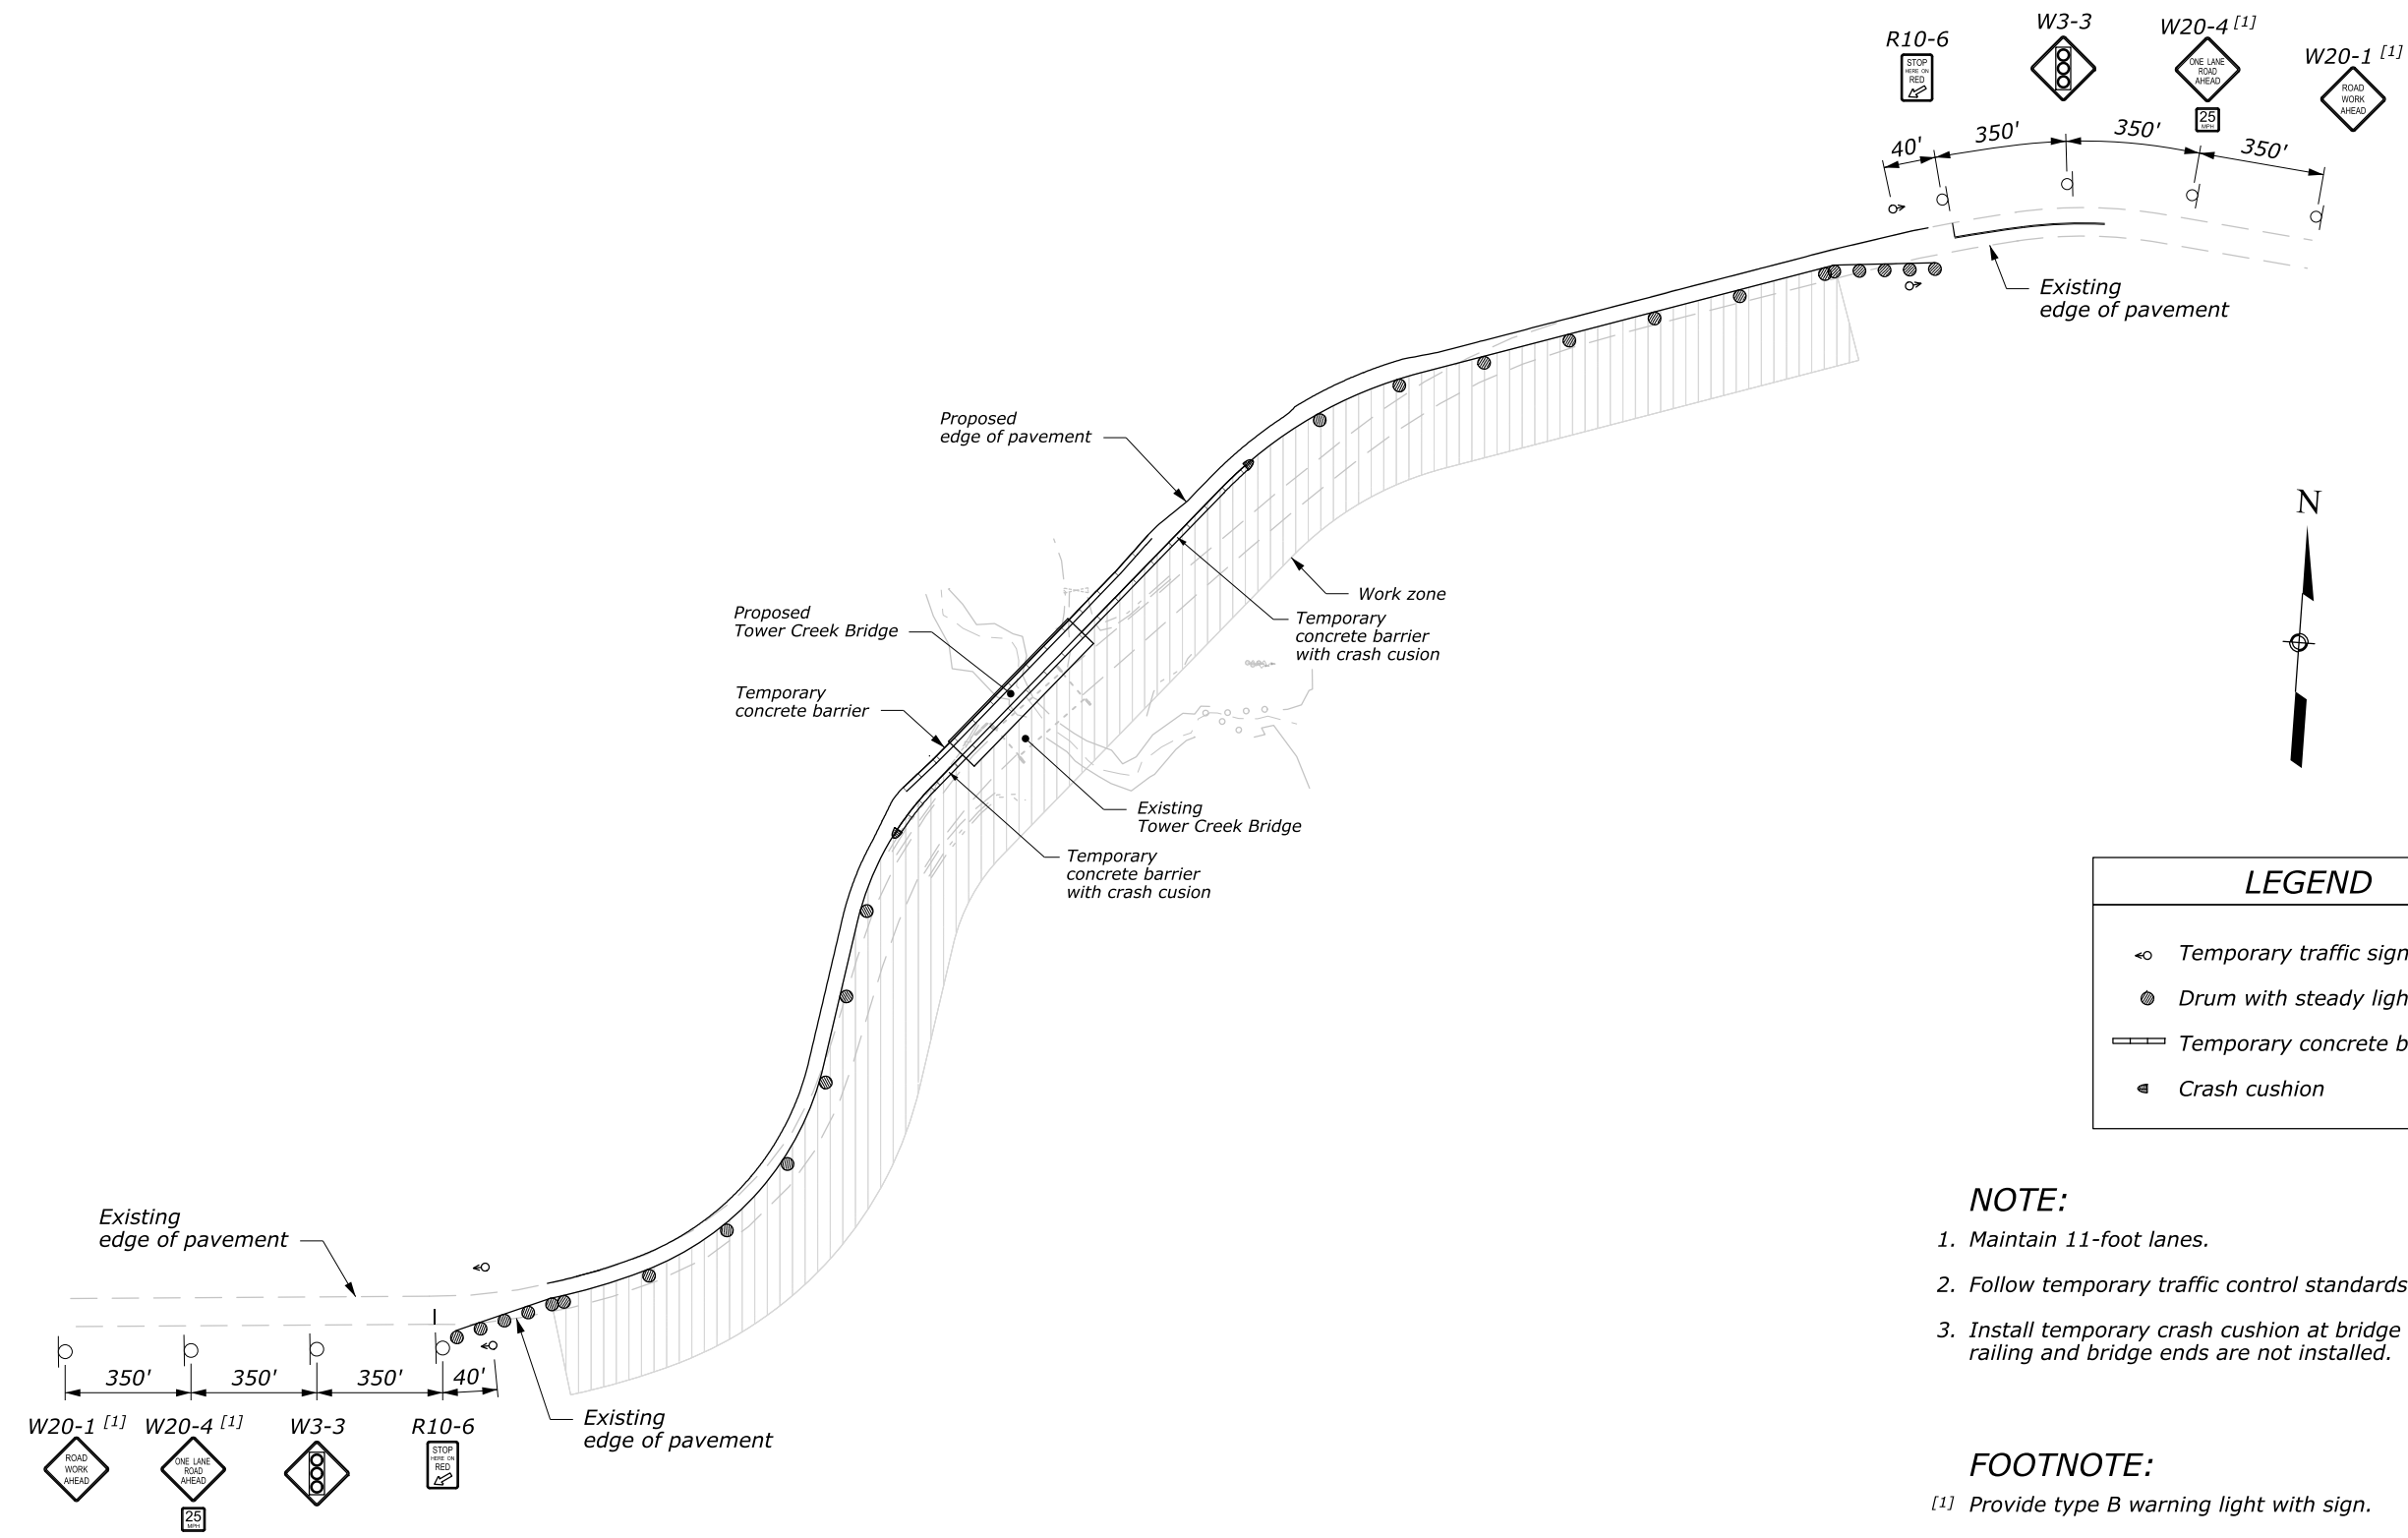 W3-3
W20-4 [1]
R10-6
W20-1 [1]
STOP
HERE ON
RED
ONE LANE
ROAD
AHEAD
ROAD
WORK
AHEAD
25
MPH
40'
350'
350'
350'
Existing
edge of pavement
Proposed
edge of pavement
N
Work zone
Proposed
Tower Creek Bridge
Temporary
concrete barrier
with crash cusion
Temporary
concrete barrier
Existing
Tower Creek Bridge
Temporary
concrete barrier
with crash cusion
LEGEND
Temporary traffic sign
Drum with steady ligh
Temporary concrete b
Crash cushion
NOTE:
1. Maintain 11-foot lanes.
2. Follow temporary traffic control standards
3. Install temporary crash cushion at bridge
railing and bridge ends are not installed.
Existing
edge of pavement
350'
350'
350'
40'
Existing
edge of pavement
W20-1 [1]
W20-4 [1]
W3-3
R10-6
ROAD
WORK
AHEAD
ONE LANE
ROAD
AHEAD
STOP
HERE ON
RED
25
MPH
FOOTNOTE:
[1] Provide type B warning light with sign.